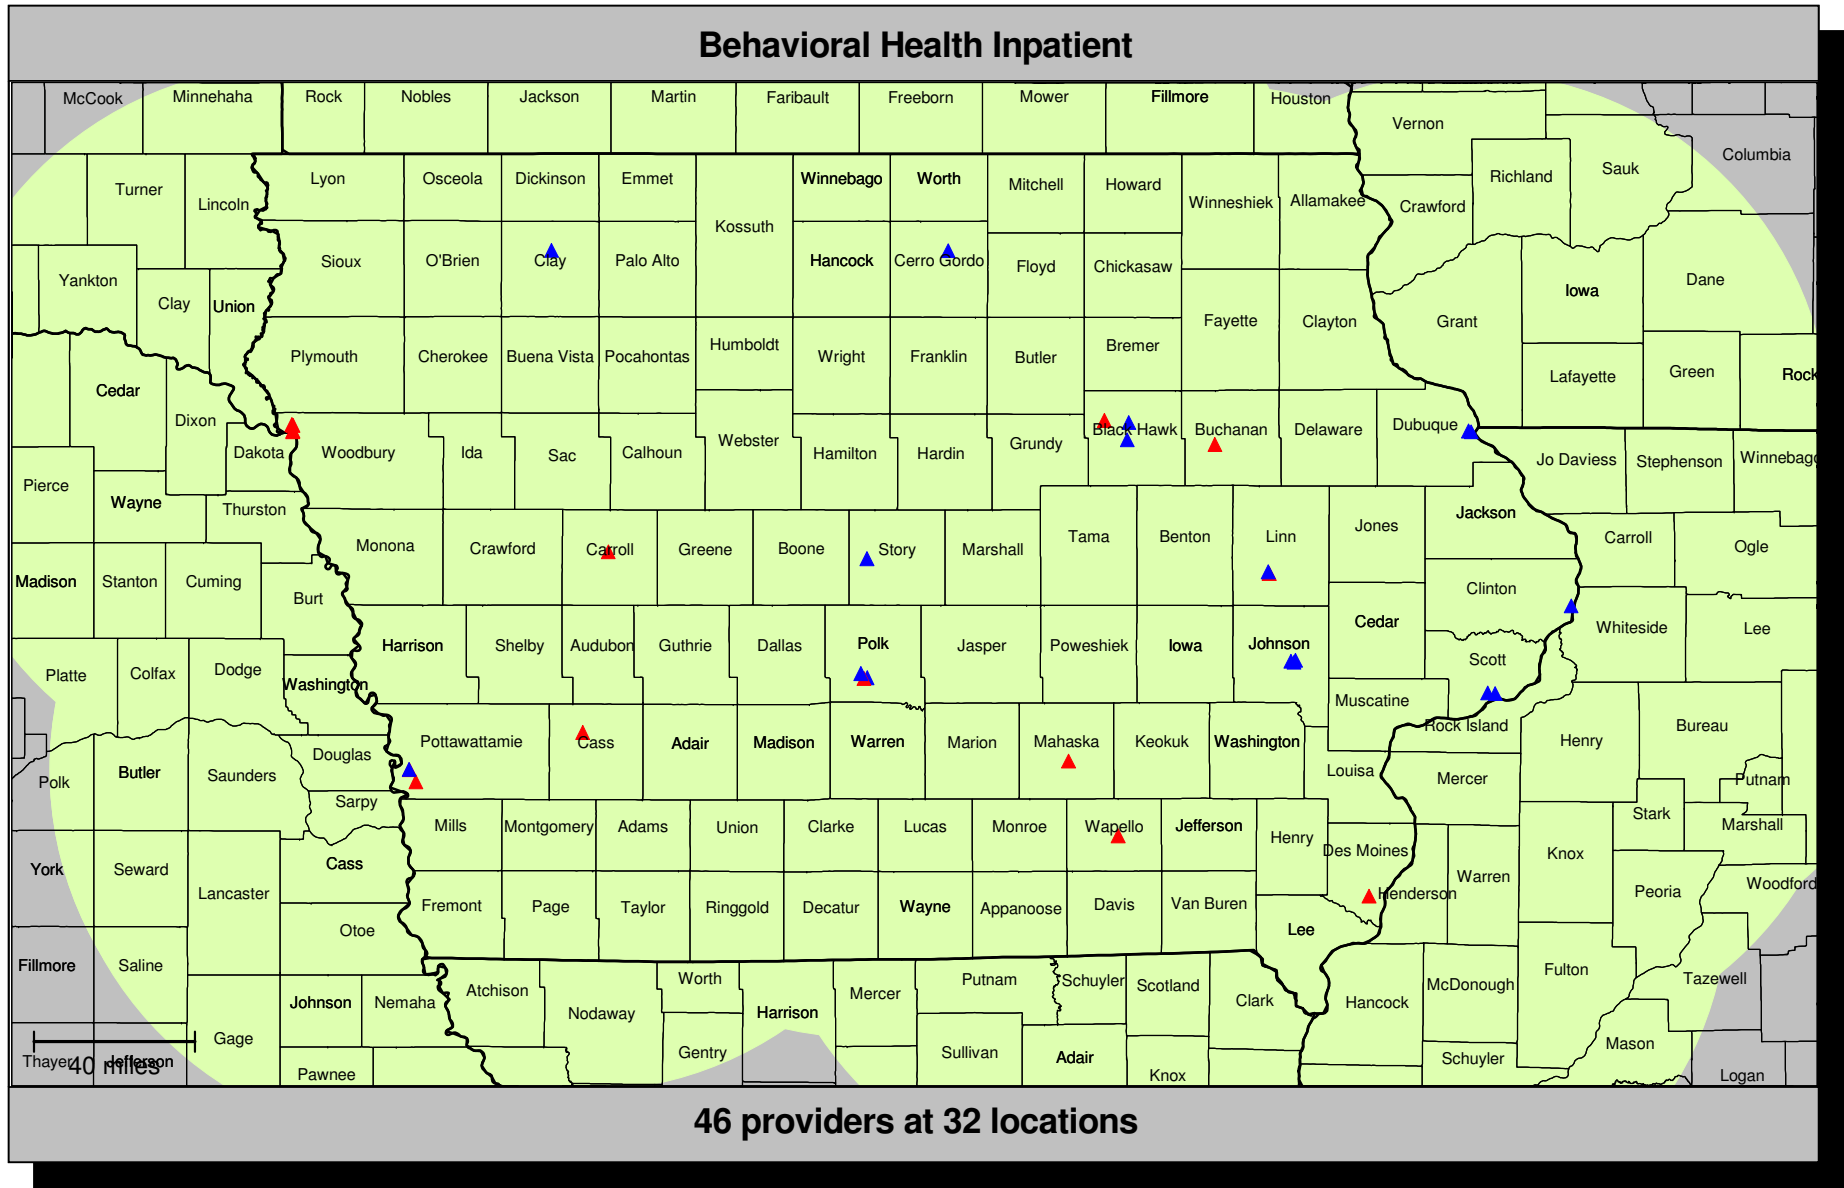 Behavioral Health Inpatient
McCook Minnehaha Rock Nobles Jackson Martin Faribault Freeborn Mower Fillmore Houston
Vernon
Columbia
Turner Lincoln Lyon Osceola Dickinson Emmet Winnebago Worth Mitchell Howard Winneshiek Allamakee Crawford Richland Sauk
Kossuth
Yankton Clay Union Sioux O'Brien Clay Palo Alto Hancock Cerro Gordo Floyd Chickasaw Iowa Dane
Fayette Clayton Grant
Plymouth Cherokee Buena Vista Pocahontas Humboldt Wright Franklin Butler Bremer Lafayette Green Rock
Cedar Dixon
Dakota Woodbury Ida Sac Calhoun Webster Hamilton Hardin Grundy Black Hawk Buchanan Delaware Dubuque Jo Daviess Stephenson Winnebago
Pierce Wayne Thurston
Monona Crawford Carroll Greene Boone Story Marshall Tama Benton Linn Jones Jackson Carroll Ogle
Madison Stanton Cuming Burt Clinton
Harrison Shelby Audubon Guthrie Dallas Polk Jasper Poweshiek Iowa Johnson Cedar Scott Whiteside Lee
Platte Colfax Dodge Washington
Muscatine Rock Island Henry Bureau
Pottawattamie Cass Adair Madison Warren Marion Mahaska Keokuk Washington Louisa Mercer
Polk Butler Saunders Douglas Sarpy Putnam
Mills Montgomery Adams Union Clarke Lucas Monroe Wapello Jefferson Henry Des Moines Stark Marshall
York Seward Cass Lancaster Knox Warren Henderson Peoria Woodford
Fremont Page Taylor Ringgold Decatur Wayne Appanoose Davis Van Buren Lee
Otoe
Fillmore Saline Fulton Tazewell
Johnson Nemaha Atchison Nodaway Worth Harrison Mercer Putnam Schuyler Scotland Clark Hancock McDonough
Gage Gentry Sullivan Adair Schuyler Mason
Thayer Jefferson
40 miles
Pawnee Knox Logan
46 providers at 32 locations